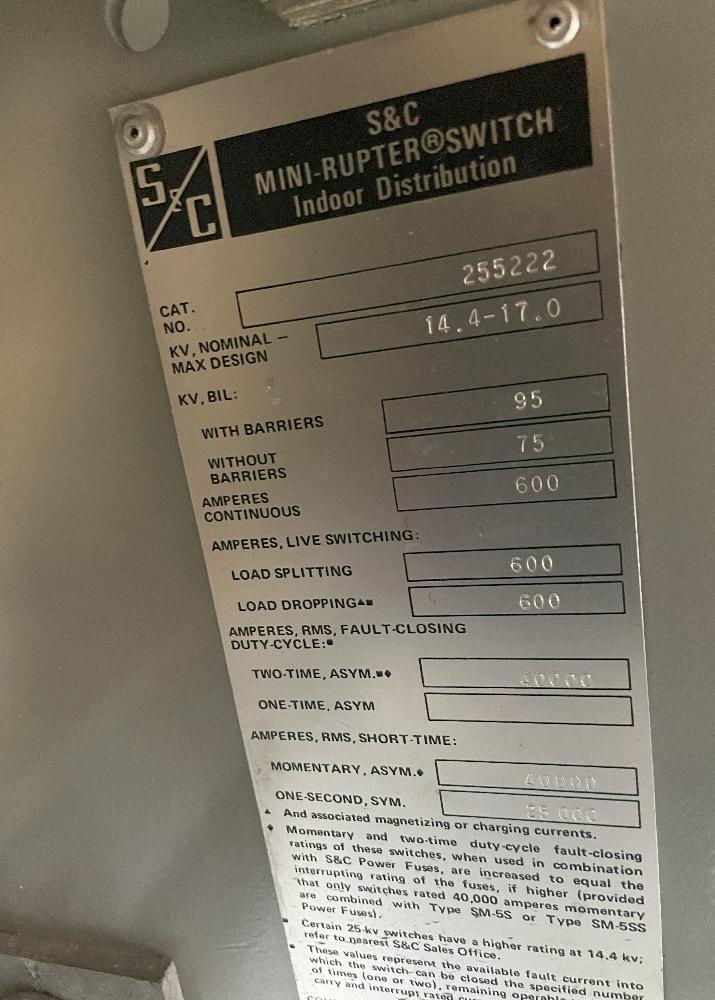 S&C
S&C
MINI-RUPTER®SWITCH
Indoor Distribution
CAT.
NO.
255222
KV, NOMINAL –
MAX DESIGN
14.4-17.0
KV, BIL:
WITH BARRIERS
95
WITHOUT
BARRIERS
75
AMPERES
CONTINUOUS
600
AMPERES, LIVE SWITCHING:
LOAD SPLITTING
600
LOAD DROPPING▲■
600
AMPERES, RMS, FAULT-CLOSING
DUTY-CYCLE:●
TWO-TIME, ASYM.■♦
40000
ONE-TIME, ASYM
AMPERES, RMS, SHORT-TIME:
MOMENTARY, ASYM.♦
40000
ONE-SECOND, SYM.
25000
▲ And associated magnetizing or charging currents.
♦ Momentary and two-time duty-cycle fault-closing
ratings of these switches, when used in combination
with S&C Power Fuses, are increased to equal the
interrupting rating of the fuses, if higher (provided
that only switches rated 40,000 amperes momentary
are combined with Type SM-5S or Type SM-5SS
Power Fuses).
■ Certain 25-kv switches have a higher rating at 14.4 kv;
refer to nearest S&C Sales Office.
● These values represent the available fault current into
which the switch can be closed the specified number
of times (one or two), remaining operable
carry and interrupt rated